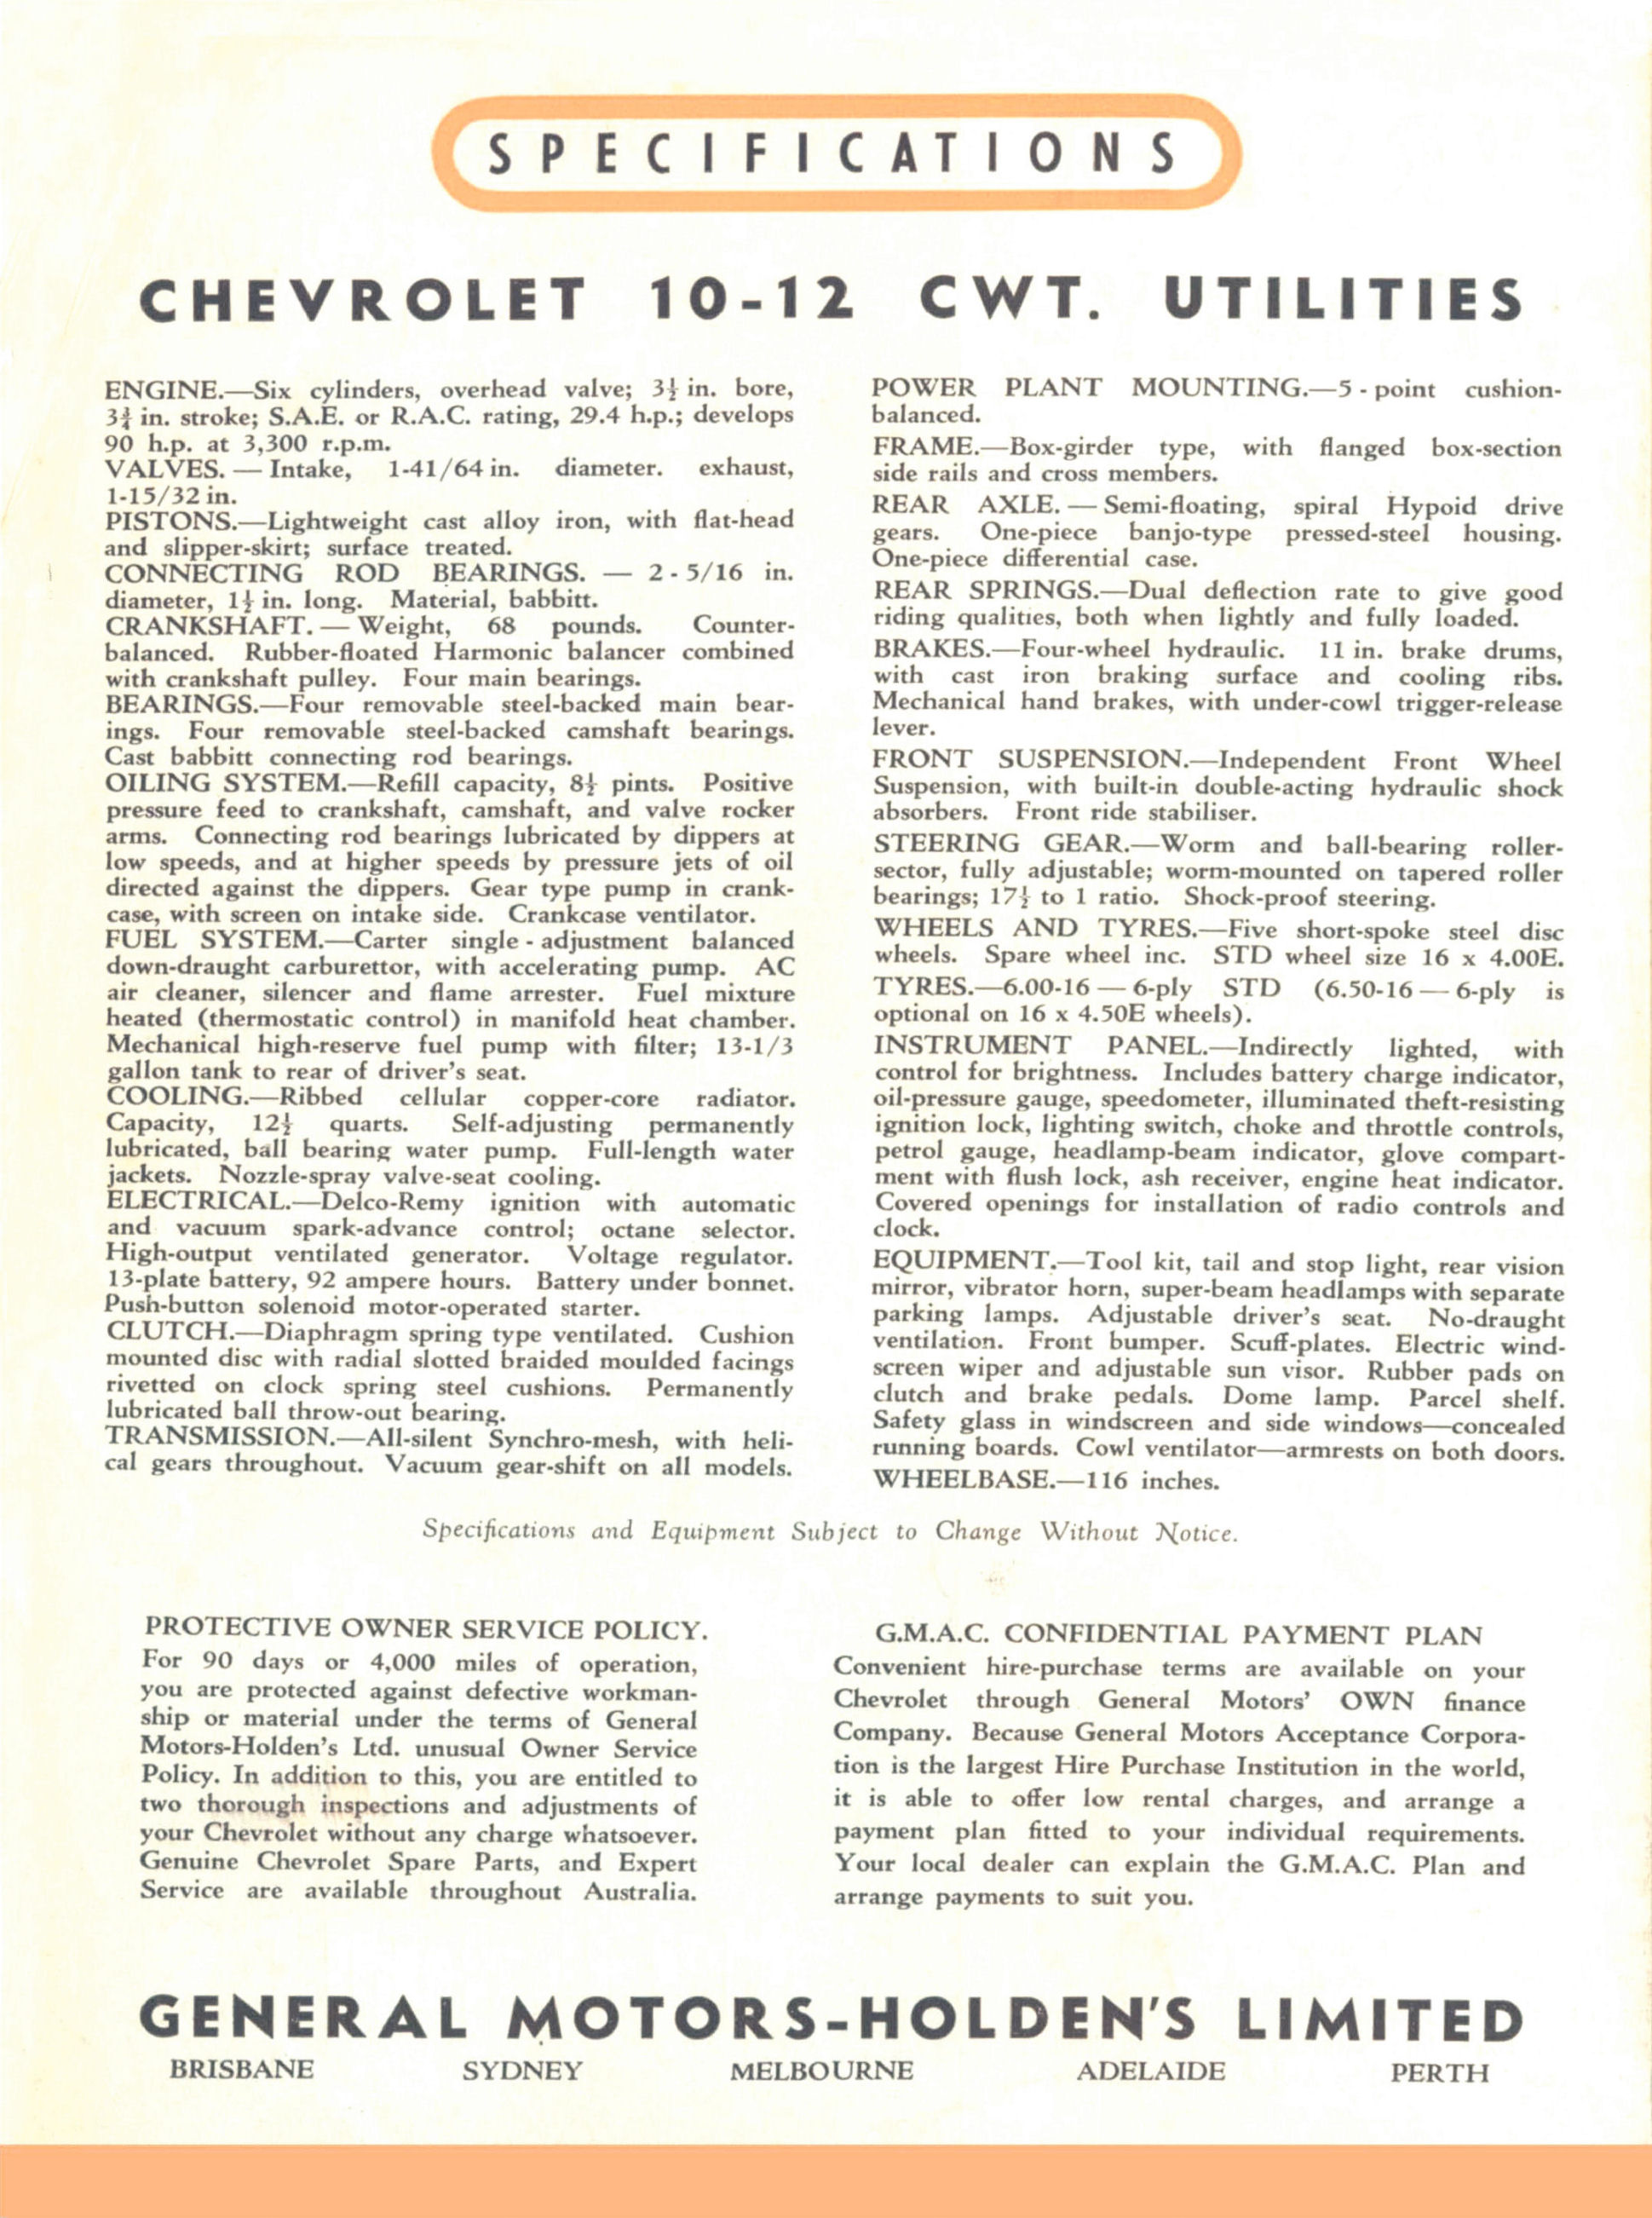 SPECIFICATIONS
CHEVROLET 10-12 CWT. UTILITIES
ENGINE.—Six cylinders, overhead valve; 3½ in. bore,
3¾ in. stroke; S.A.E. or R.A.C. rating, 29.4 h.p.; develops
90 h.p. at 3,300 r.p.m.
VALVES. — Intake, 1-41/64 in. diameter. exhaust,
1-15/32 in.
PISTONS.—Lightweight cast alloy iron, with flat-head
and slipper-skirt; surface treated.
CONNECTING ROD BEARINGS. — 2 - 5/16 in.
diameter, 1½ in. long. Material, babbitt.
CRANKSHAFT. — Weight, 68 pounds. Counter-
balanced. Rubber-floated Harmonic balancer combined
with crankshaft pulley. Four main bearings.
BEARINGS.—Four removable steel-backed main bear-
ings. Four removable steel-backed camshaft bearings.
Cast babbitt connecting rod bearings.
OILING SYSTEM.—Refill capacity, 8½ pints. Positive
pressure feed to crankshaft, camshaft, and valve rocker
arms. Connecting rod bearings lubricated by dippers at
low speeds, and at higher speeds by pressure jets of oil
directed against the dippers. Gear type pump in crank-
case, with screen on intake side. Crankcase ventilator.
FUEL SYSTEM.—Carter single - adjustment balanced
down-draught carburettor, with accelerating pump. AC
air cleaner, silencer and flame arrester. Fuel mixture
heated (thermostatic control) in manifold heat chamber.
Mechanical high-reserve fuel pump with filter; 13-1/3
gallon tank to rear of driver's seat.
COOLING.—Ribbed cellular copper-core radiator.
Capacity, 12½ quarts. Self-adjusting permanently
lubricated, ball bearing water pump. Full-length water
jackets. Nozzle-spray valve-seat cooling.
ELECTRICAL.—Delco-Remy ignition with automatic
and vacuum spark-advance control; octane selector.
High-output ventilated generator. Voltage regulator.
13-plate battery, 92 ampere hours. Battery under bonnet.
Push-button solenoid motor-operated starter.
CLUTCH.—Diaphragm spring type ventilated. Cushion
mounted disc with radial slotted braided moulded facings
rivetted on clock spring steel cushions. Permanently
lubricated ball throw-out bearing.
TRANSMISSION.—All-silent Synchro-mesh, with heli-
cal gears throughout. Vacuum gear-shift on all models.
POWER PLANT MOUNTING.—5 - point cushion-
balanced.
FRAME.—Box-girder type, with flanged box-section
side rails and cross members.
REAR AXLE. — Semi-floating, spiral Hypoid drive
gears. One-piece banjo-type pressed-steel housing.
One-piece differential case.
REAR SPRINGS.—Dual deflection rate to give good
riding qualities, both when lightly and fully loaded.
BRAKES.—Four-wheel hydraulic. 11 in. brake drums,
with cast iron braking surface and cooling ribs.
Mechanical hand brakes, with under-cowl trigger-release
lever.
FRONT SUSPENSION.—Independent Front Wheel
Suspension, with built-in double-acting hydraulic shock
absorbers. Front ride stabiliser.
STEERING GEAR.—Worm and ball-bearing roller-
sector, fully adjustable; worm-mounted on tapered roller
bearings; 17½ to 1 ratio. Shock-proof steering.
WHEELS AND TYRES.—Five short-spoke steel disc
wheels. Spare wheel inc. STD wheel size 16 x 4.00E.
TYRES.—6.00-16 — 6-ply STD (6.50-16 — 6-ply is
optional on 16 x 4.50E wheels).
INSTRUMENT PANEL.—Indirectly lighted, with
control for brightness. Includes battery charge indicator,
oil-pressure gauge, speedometer, illuminated theft-resisting
ignition lock, lighting switch, choke and throttle controls,
petrol gauge, headlamp-beam indicator, glove compart-
ment with flush lock, ash receiver, engine heat indicator.
Covered openings for installation of radio controls and
clock.
EQUIPMENT.—Tool kit, tail and stop light, rear vision
mirror, vibrator horn, super-beam headlamps with separate
parking lamps. Adjustable driver's seat. No-draught
ventilation. Front bumper. Scuff-plates. Electric wind-
screen wiper and adjustable sun visor. Rubber pads on
clutch and brake pedals. Dome lamp. Parcel shelf.
Safety glass in windscreen and side windows—concealed
running boards. Cowl ventilator—armrests on both doors.
WHEELBASE.—116 inches.
Specifications and Equipment Subject to Change Without Notice.
PROTECTIVE OWNER SERVICE POLICY.
For 90 days or 4,000 miles of operation,
you are protected against defective workman-
ship or material under the terms of General
Motors-Holden's Ltd. unusual Owner Service
Policy. In addition to this, you are entitled to
two thorough inspections and adjustments of
your Chevrolet without any charge whatsoever.
Genuine Chevrolet Spare Parts, and Expert
Service are available throughout Australia.
G.M.A.C. CONFIDENTIAL PAYMENT PLAN
Convenient hire-purchase terms are available on your
Chevrolet through General Motors' OWN finance
Company. Because General Motors Acceptance Corpora-
tion is the largest Hire Purchase Institution in the world,
it is able to offer low rental charges, and arrange a
payment plan fitted to your individual requirements.
Your local dealer can explain the G.M.A.C. Plan and
arrange payments to suit you.
GENERAL MOTORS-HOLDEN'S LIMITED
BRISBANE SYDNEY MELBOURNE ADELAIDE PERTH